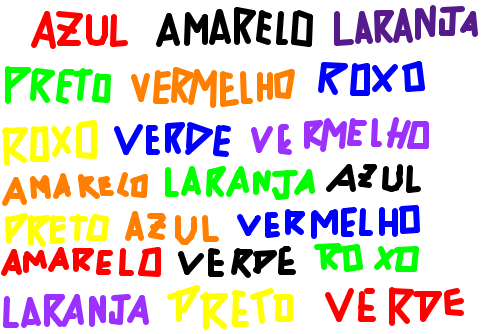 AZUL AMARELO LARANJA
PRETO VERMELHO ROXO
ROXO VERDE VERMELHO
AMARELO LARANJA AZUL
PRETO AZUL VERMELHO
AMARELO VERDE ROXO
LARANJA PRETO VERDE